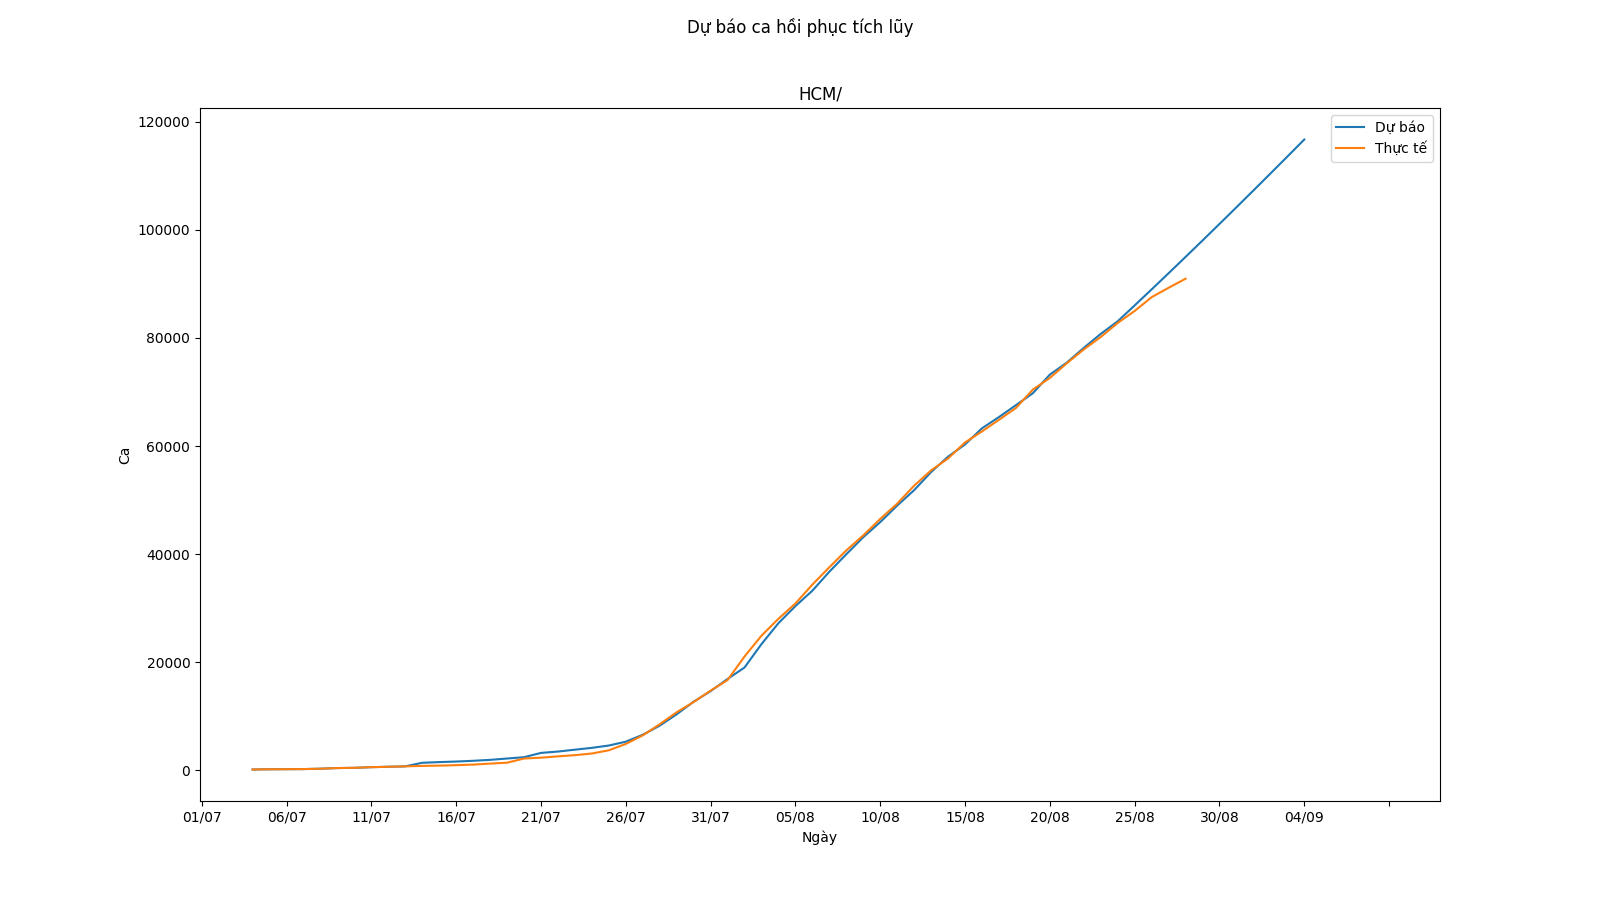 Dự báo ca hồi phục tích lũy
HCM/
Dự báo
Thực tế
120000
100000
80000
60000
40000
20000
0
Ca
01/07 06/07 11/07 16/07 21/07 26/07 31/07 05/08 10/08 15/08 20/08 25/08 30/08 04/09
Ngày